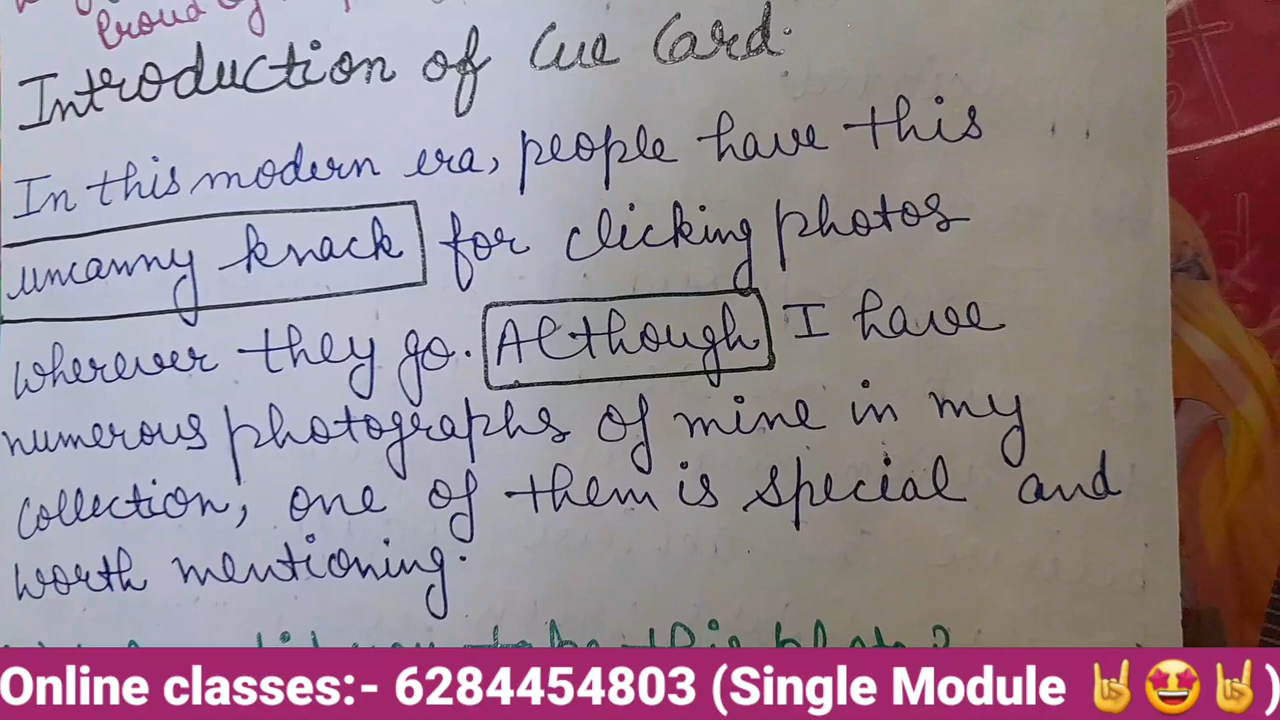 proud of
Introduction of Cue Card.
In this modern era, people have this
uncanny knack for clicking photos
wherever they go. Although I have
numerous photographs of mine in my
collection, one of them is special and
worth mentioning.
Online classes:- 6284454803 (Single Module 🤘🤩🤘)